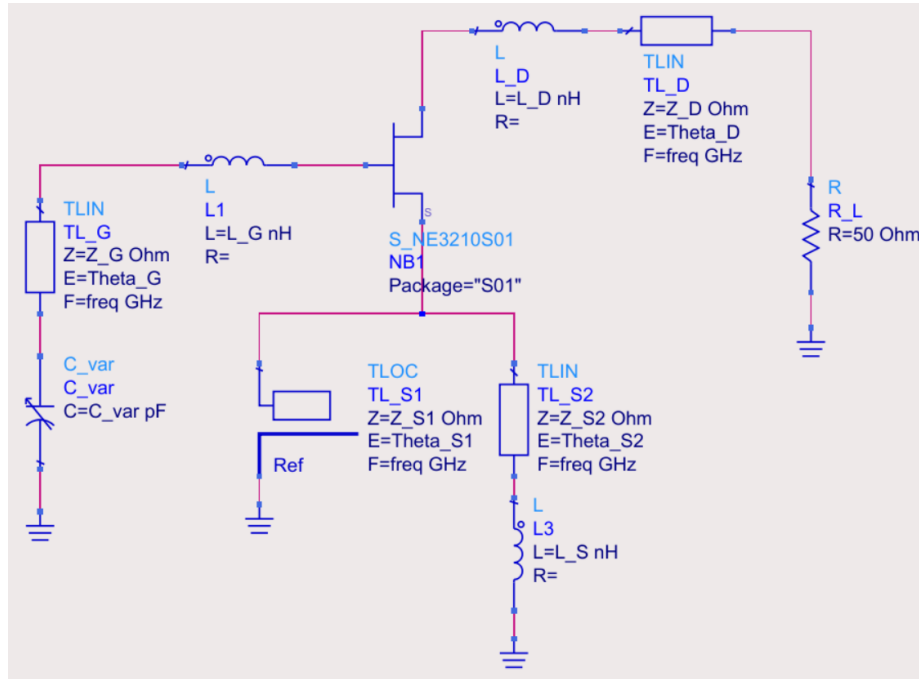 L
L_D
L=L_D nH
R=
TLIN
TL_D
Z=Z_D Ohm
E=Theta_D
F=freq GHz
R
R_L
R=50 Ohm
L
L1
L=L_G nH
R=
TLIN
TL_G
Z=Z_G Ohm
E=Theta_G
F=freq GHz
s
S_NE3210S01
NB1
Package="S01"
C_var
C_var
C=C_var pF
TLOC
TL_S1
Z=Z_S1 Ohm
E=Theta_S1
F=freq GHz
Ref
TLIN
TL_S2
Z=Z_S2 Ohm
E=Theta_S2
F=freq GHz
L
L3
L=L_S nH
R=